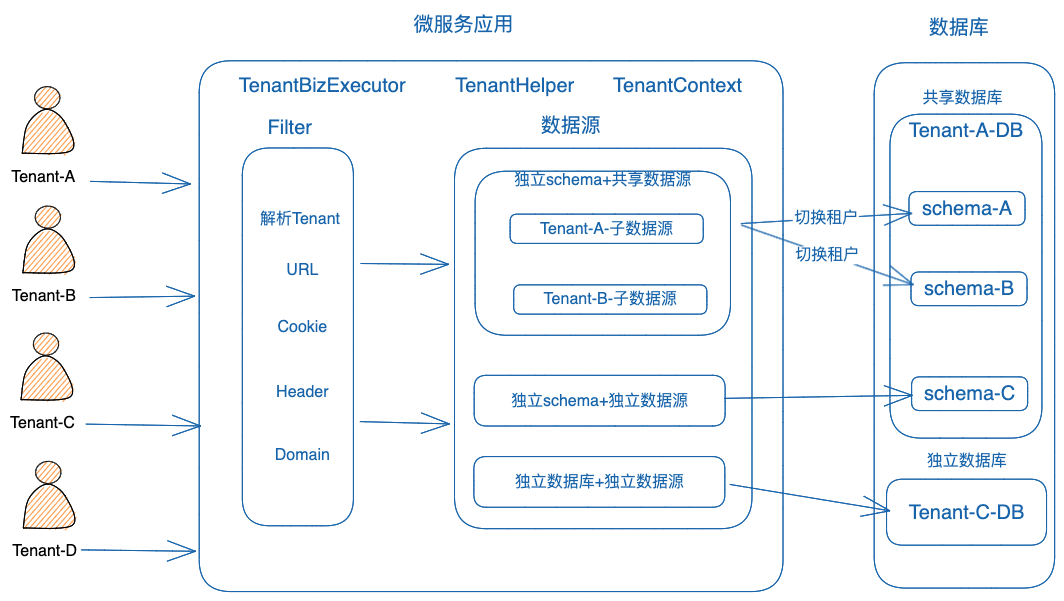 微服务应用
数据库
TenantBizExecutor
TenantHelper
TenantContext
Filter
数据源
Tenant-A
Tenant-B
Tenant-C
Tenant-D
解析Tenant
URL
Cookie
Header
Domain
独立schema+共享数据源
Tenant-A-子数据源
Tenant-B-子数据源
独立schema+独立数据源
独立数据库+独立数据源
切换租户
切换租户
共享数据库
Tenant-A-DB
schema-A
schema-B
schema-C
独立数据库
Tenant-C-DB